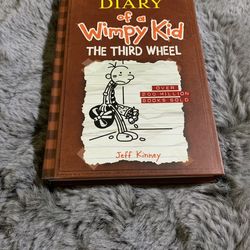 DIARY
of a
Wimpy Kid
THE THIRD WHEEL
OVER
200 MILLION
BOOKS SOLD
Jeff Kinney